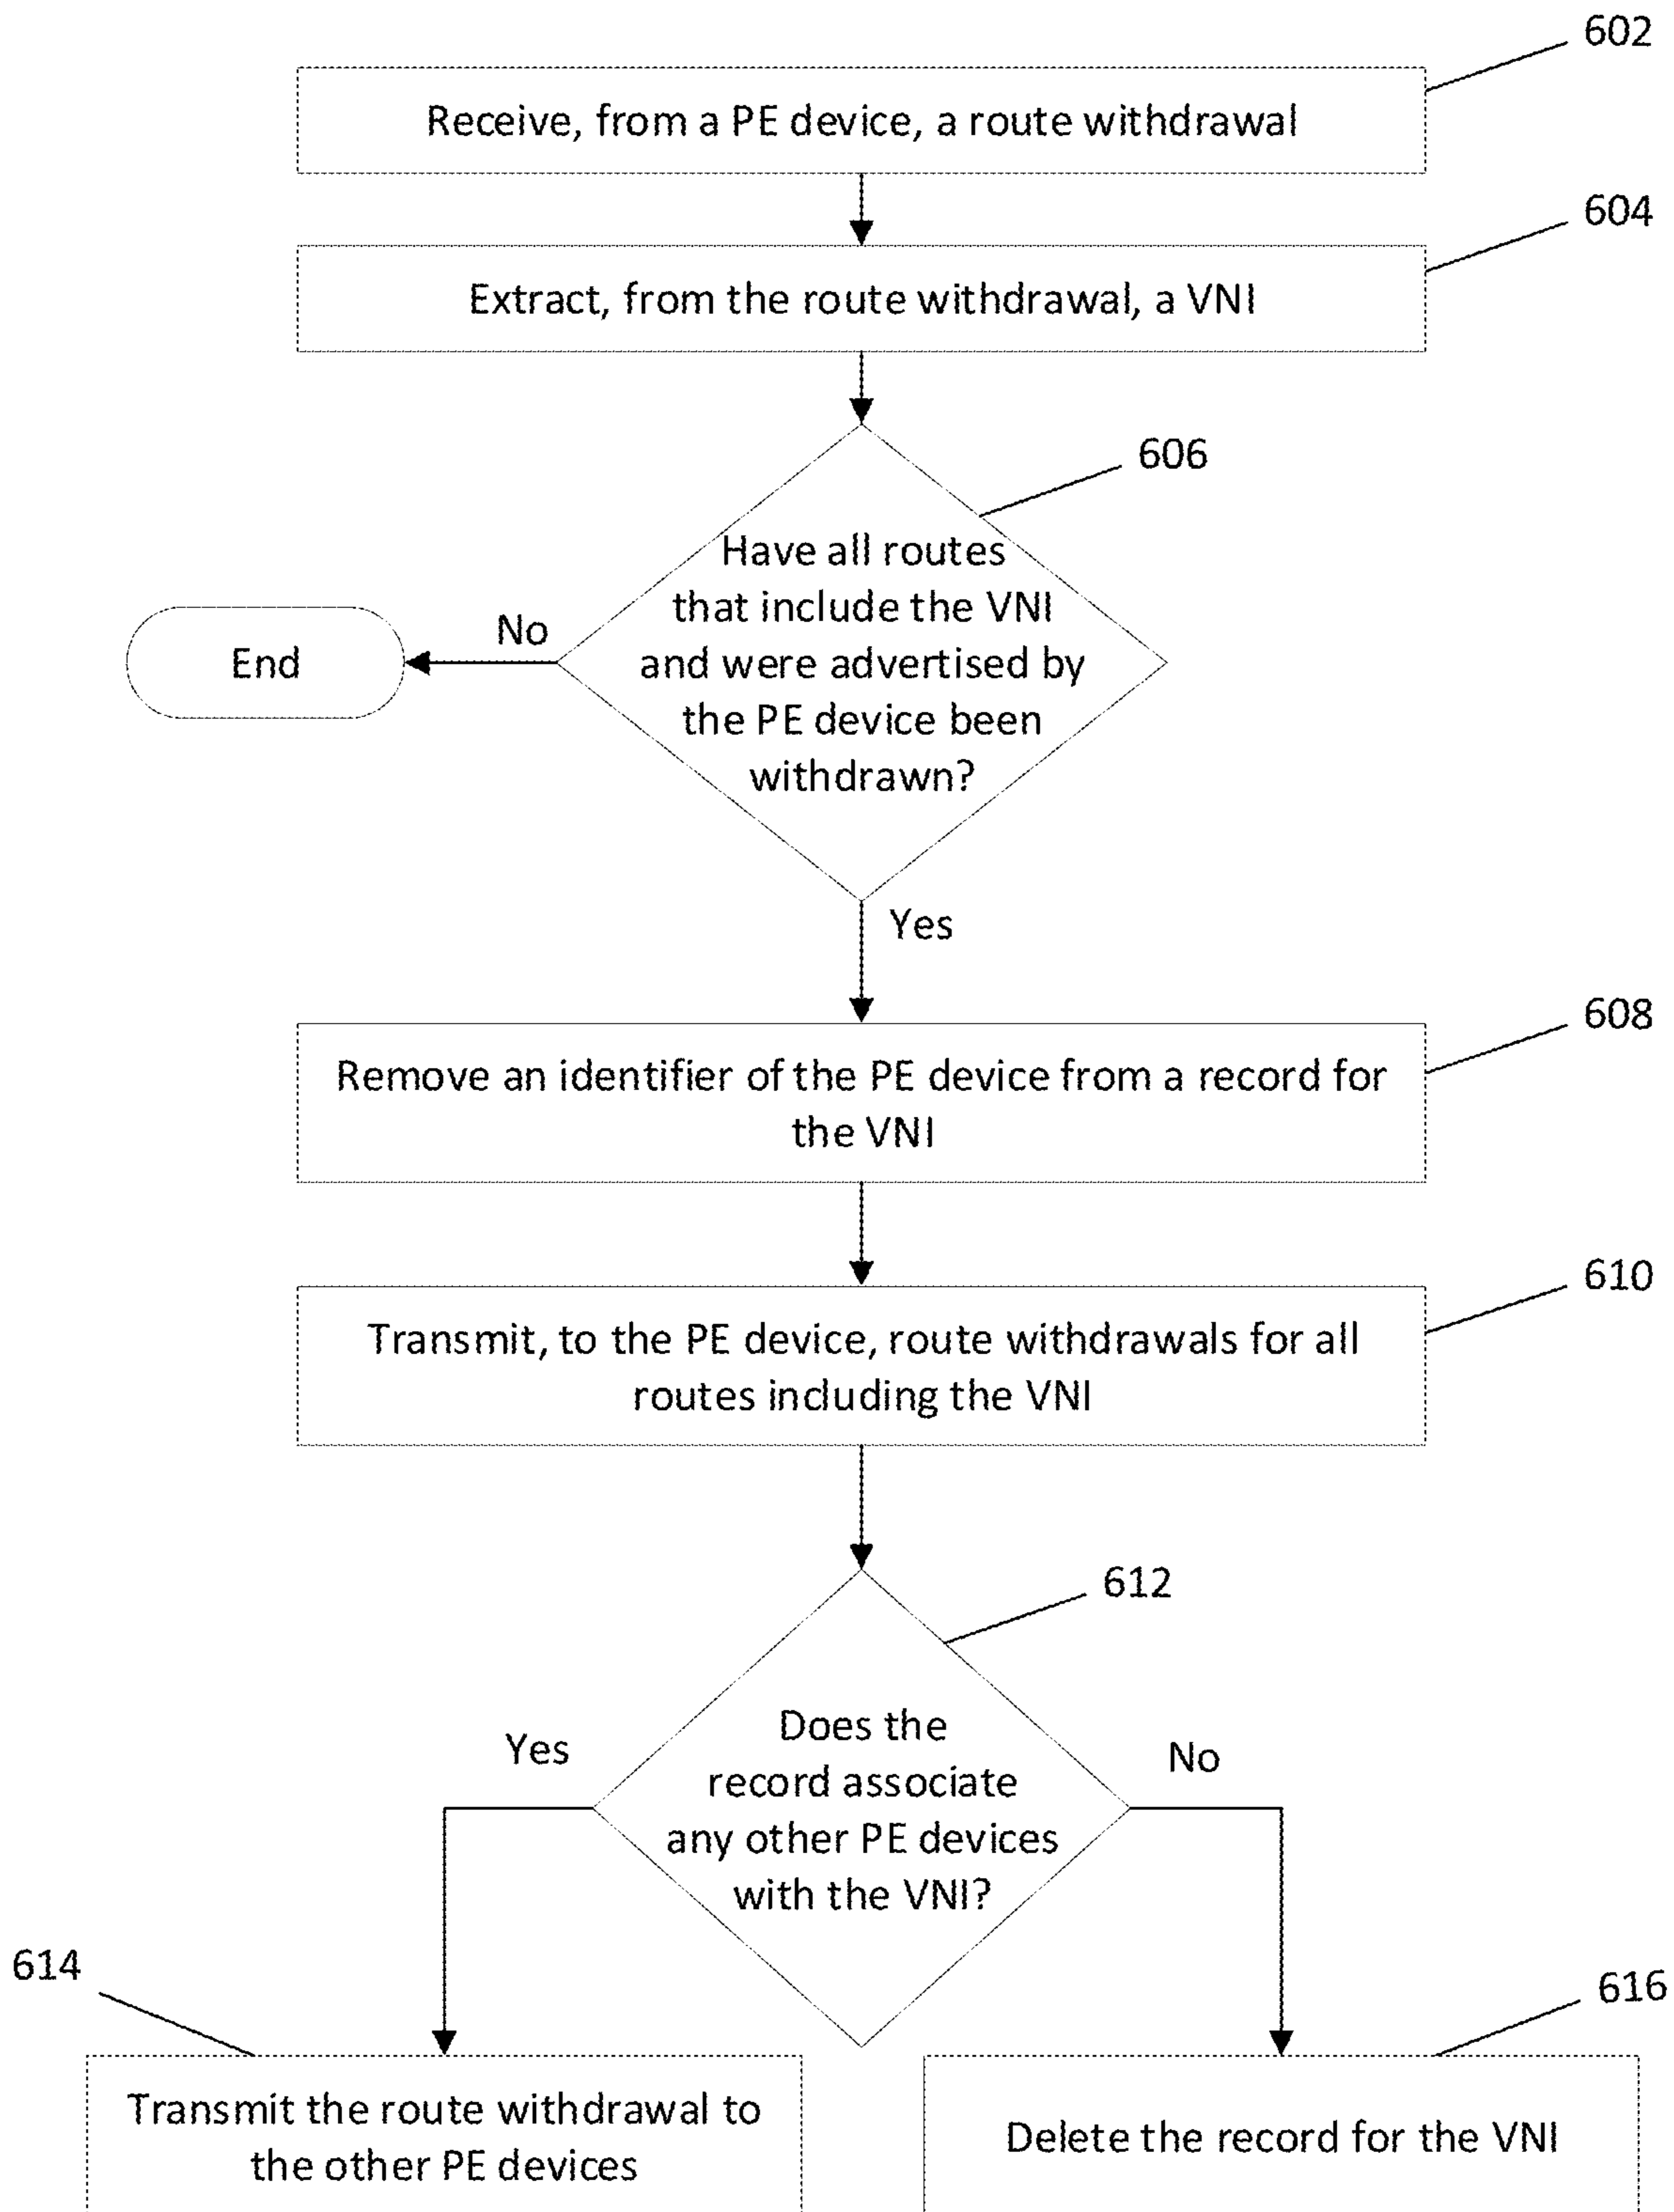 602
Receive, from a PE device, a route withdrawal
604
Extract, from the route withdrawal, a VNI
606
Have all routes
that include the VNI
and were advertised by
the PE device been
withdrawn?
No
End
Yes
608
Remove an identifier of the PE device from a record for
the VNI
610
Transmit, to the PE device, route withdrawals for all
routes including the VNI
612
Does the
record associate
any other PE devices
with the VNI?
Yes
No
614
616
Transmit the route withdrawal to
the other PE devices
Delete the record for the VNI